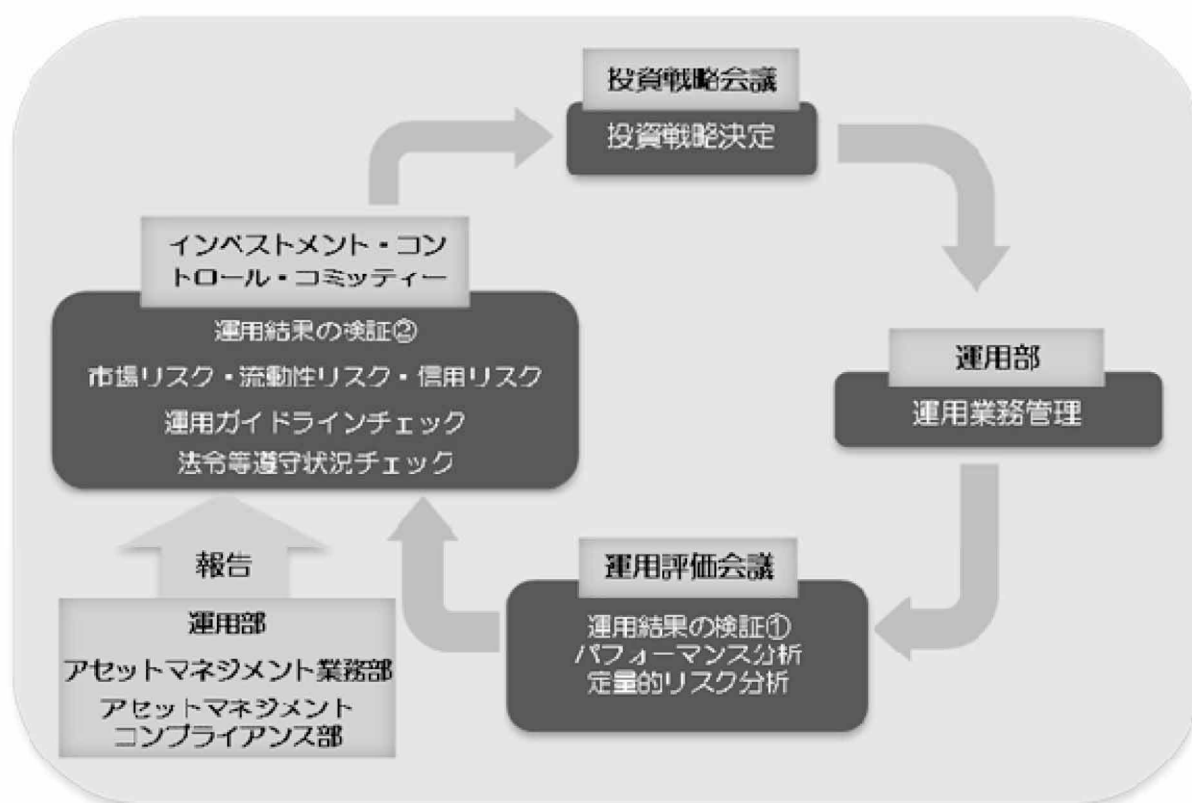 投資戦略会議
投資戦略決定
インベストメント・コン
トロール・コミッティー
運用結果の検証②
市場リスク・流動性リスク・信用リスク
運用ガイドラインチェック
法令等遵守状況チェック
運用部
運用業務管理
運用評価会議
運用結果の検証①
パフォーマンス分析
定量的リスク分析
報告
運用部
アセットマネジメント業務部
アセットマネジメント
コンプライアンス部